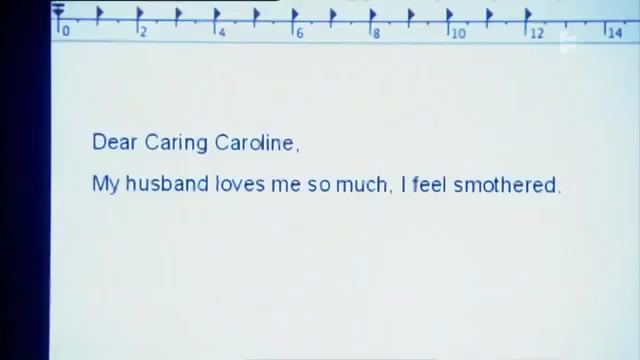 0 2 4 6 8 10 12 14
Dear Caring Caroline,
My husband loves me so much, I feel smothered.